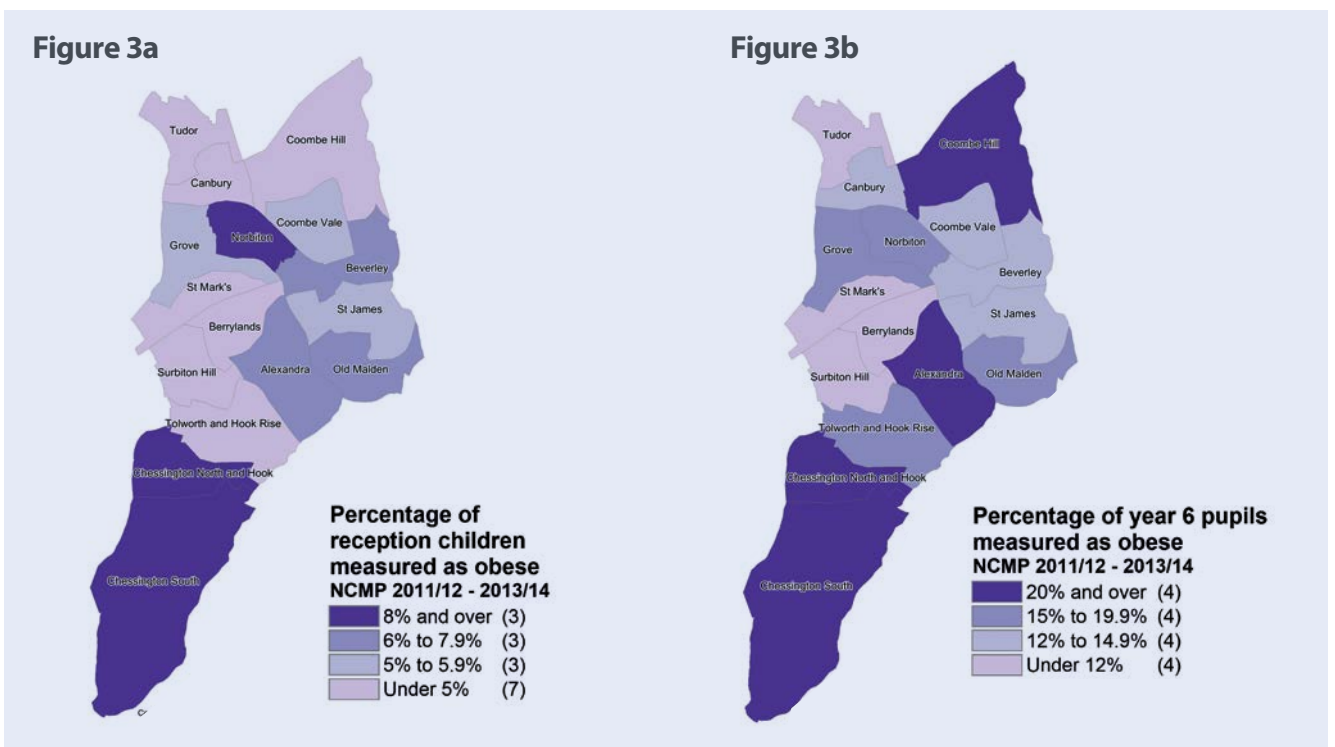 Figure 3a
Tudor
Coombe Hill
Canbury
Coombe Vale
Norbiton
Grove
Beverley
St Mark's
St James
Berrylands
Surbiton Hill
Alexandra
Old Malden
Tolworth and Hook Rise
Chessington North and Hook
Chessington South
Percentage of
reception children
measured as obese
NCMP 2011/12 - 2013/14
8% and over (3)
6% to 7.9% (3)
5% to 5.9% (3)
Under 5% (7)
Figure 3b
Tudor
Coombe Hill
Canbury
Coombe Vale
Norbiton
Grove
Beverley
St Mark's
St James
Berrylands
Surbiton Hill
Alexandra
Old Malden
Tolworth and Hook Rise
Chessington North and Hook
Chessington South
Percentage of year 6 pupils
measured as obese
NCMP 2011/12 - 2013/14
20% and over (4)
15% to 19.9% (4)
12% to 14.9% (4)
Under 12% (4)